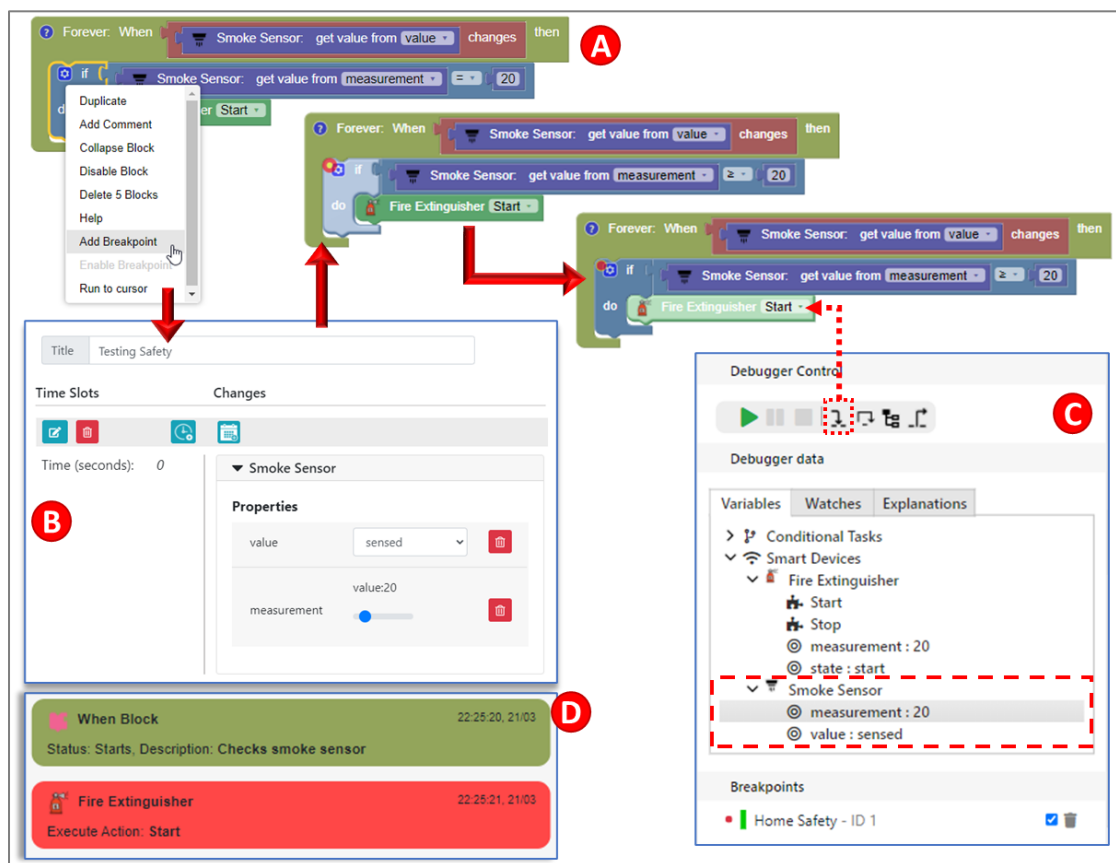 Forever: When Smoke Sensor: get value from value changes then
A
if Smoke Sensor: get value from measurement = 20
do er Start
Duplicate
Add Comment
Collapse Block
Disable Block
Delete 5 Blocks
Help
Add Breakpoint
Enable Breakpoint
Run to cursor
Forever: When Smoke Sensor: get value from value changes then
if Smoke Sensor: get value from measurement ≥ 20
do Fire Extinguisher Start
Forever: When Smoke Sensor: get value from value changes then
if Smoke Sensor: get value from measurement ≥ 20
do Fire Extinguisher Start
Title Testing Safety
Time Slots Changes
Time (seconds): 0
Smoke Sensor
B
Properties
value sensed
value:20
measurement
Debugger Control
C
Debugger data
Variables Watches Explanations
Conditional Tasks
Smart Devices
Fire Extinguisher
Start
Stop
measurement : 20
state : start
Smoke Sensor
measurement : 20
value : sensed
Breakpoints
Home Safety - ID 1
D
When Block 22:25:20, 21/03
Status: Starts, Description: Checks smoke sensor
Fire Extinguisher 22:25:21, 21/03
Execute Action: Start